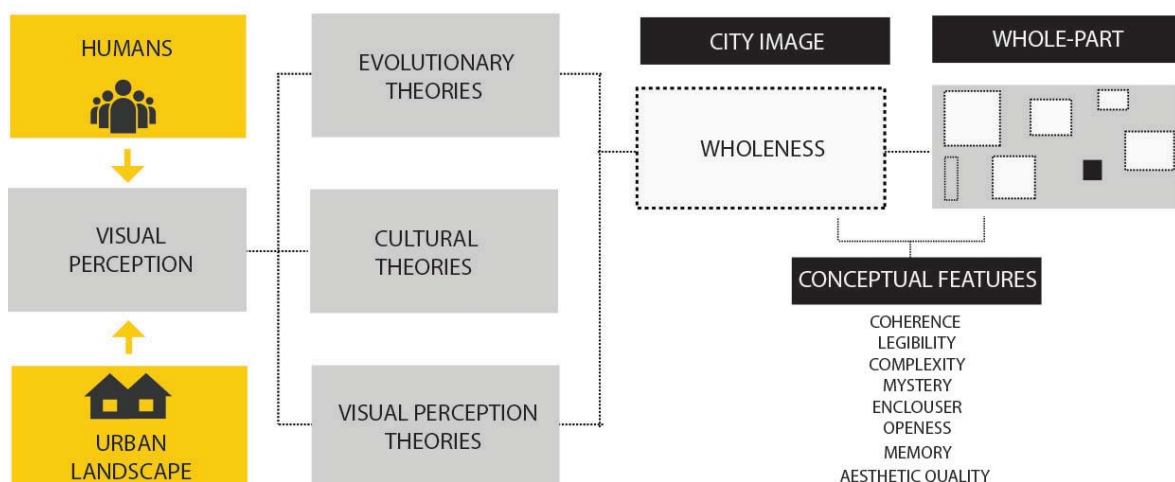 HUMANS
VISUAL
PERCEPTION
URBAN
LANDSCAPE
EVOLUTIONARY
THEORIES
CULTURAL
THEORIES
VISUAL PERCEPTION
THEORIES
CITY IMAGE
WHOLENESS
WHOLE-PART
CONCEPTUAL FEATURES
COHERENCE
LEGIBILITY
COMPLEXITY
MYSTERY
ENCLOUSER
OPENESS
MEMORY
AESTHETIC QUALITY